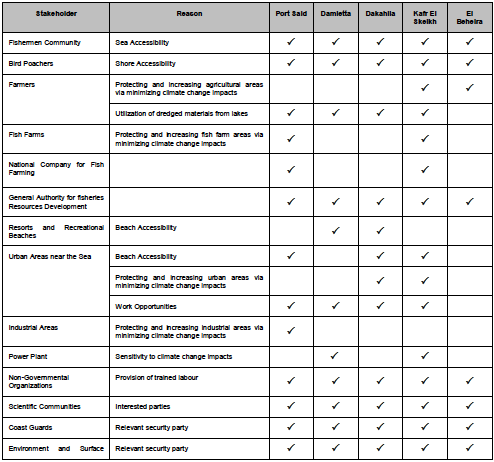 Stakeholder Reason Port Said Damietta Dakahlia Kafr El Skeikh El Beheira
Fishermen Community Sea Accessibility ✓ ✓ ✓ ✓ ✓
Bird Poachers Shore Accessibility ✓ ✓ ✓ ✓ ✓
Farmers Protecting and increasing agricultural areas
via minimizing climate change impacts ✓ ✓
Utilization of dredged materials from lakes ✓ ✓ ✓ ✓
Fish Farms Protecting and increasing fish farm areas via
minimizing climate change impacts ✓ ✓
National Company for Fish
Farming ✓ ✓
General Authority for fisheries
Resources Development ✓ ✓ ✓ ✓ ✓
Resorts and Recreational
Beaches Beach Accessibility ✓ ✓
Urban Areas near the Sea Beach Accessibility ✓ ✓ ✓
Protecting and increasing urban areas via
minimizing climate change impacts ✓ ✓
Work Opportunities ✓ ✓ ✓ ✓
Industrial Areas Protecting and increasing industrial areas via
minimizing climate change impacts ✓
Power Plant Sensitivity to climate change impacts ✓ ✓
Non-Governmental
Organizations Provision of trained labour ✓ ✓ ✓ ✓ ✓
Scientific Communities Interested parties ✓ ✓ ✓ ✓ ✓
Coast Guards Relevant security party ✓ ✓ ✓ ✓ ✓
Environment and Surface Relevant security party ✓ ✓ ✓ ✓ ✓